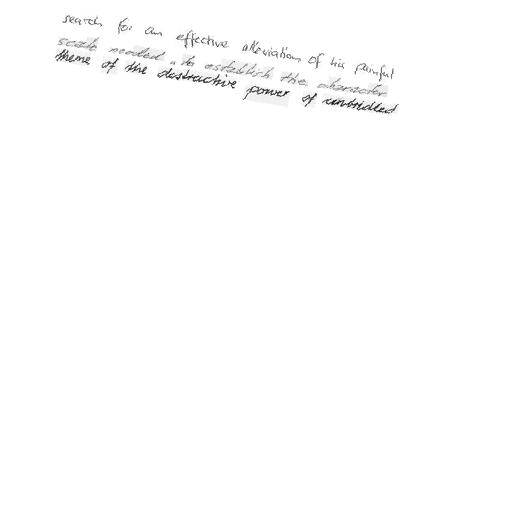 search for an effective alleviation of his painful
scale needed " to establish the character
theme of the destructive power of unbridled